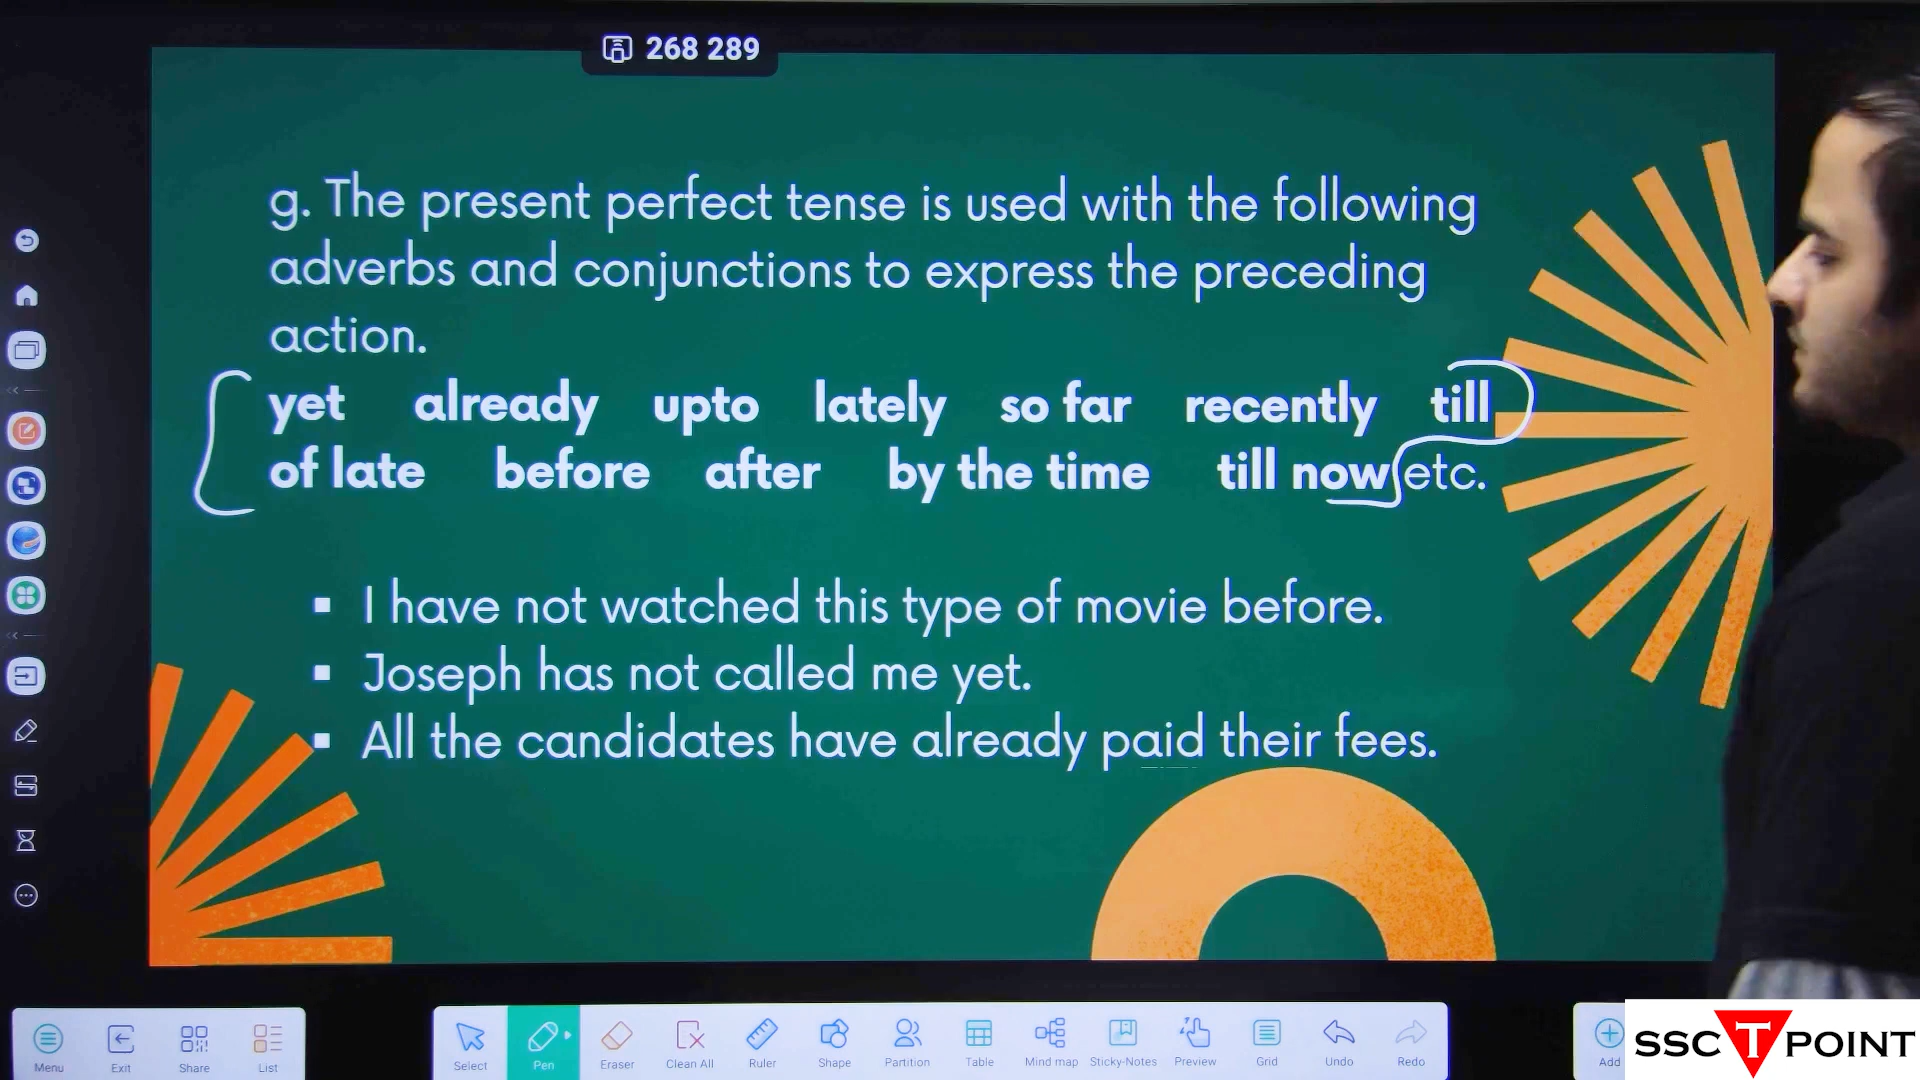 268 289
g. The present perfect tense is used with the following
adverbs and conjunctions to express the preceding
action.
yet already upto lately so far recently till
of late before after by the time till now etc.
▪ I have not watched this type of movie before.
▪ Joseph has not called me yet.
▪ All the candidates have already paid their fees.
Menu Exit Share List Select Pen Eraser Clean All Ruler Shape Partition Table Mind map Sticky-Notes Preview Grid Undo Redo Add
SSC T POINT